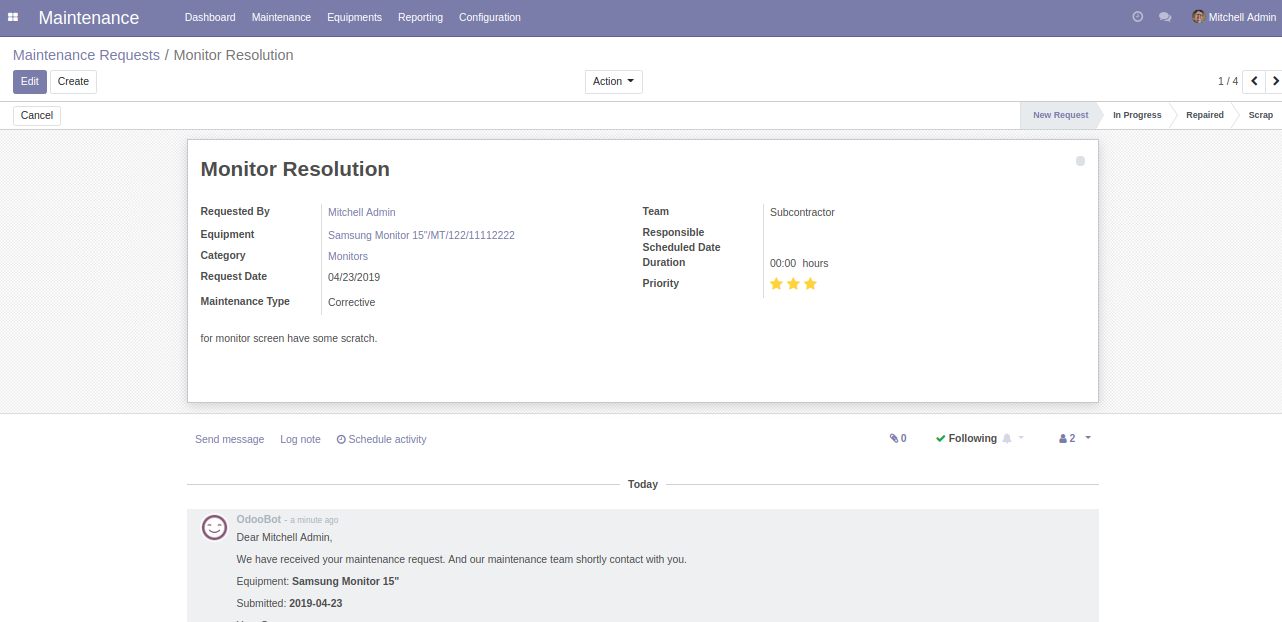 Maintenance Dashboard Maintenance Equipments Reporting Configuration Mitchell Admin
Maintenance Requests / Monitor Resolution
Edit Create Action 1 / 4
Cancel New Request In Progress Repaired Scrap
Monitor Resolution
Requested By Mitchell Admin
Equipment Samsung Monitor 15"/MT/122/11112222
Category Monitors
Request Date 04/23/2019
Maintenance Type Corrective
Team Subcontractor
Responsible
Scheduled Date
Duration 00:00 hours
Priority
for monitor screen have some scratch.
Send message Log note Schedule activity 0 Following 2
Today
OdooBot - a minute ago
Dear Mitchell Admin,
We have received your maintenance request. And our maintenance team shortly contact with you.
Equipment: Samsung Monitor 15"
Submitted: 2019-04-23